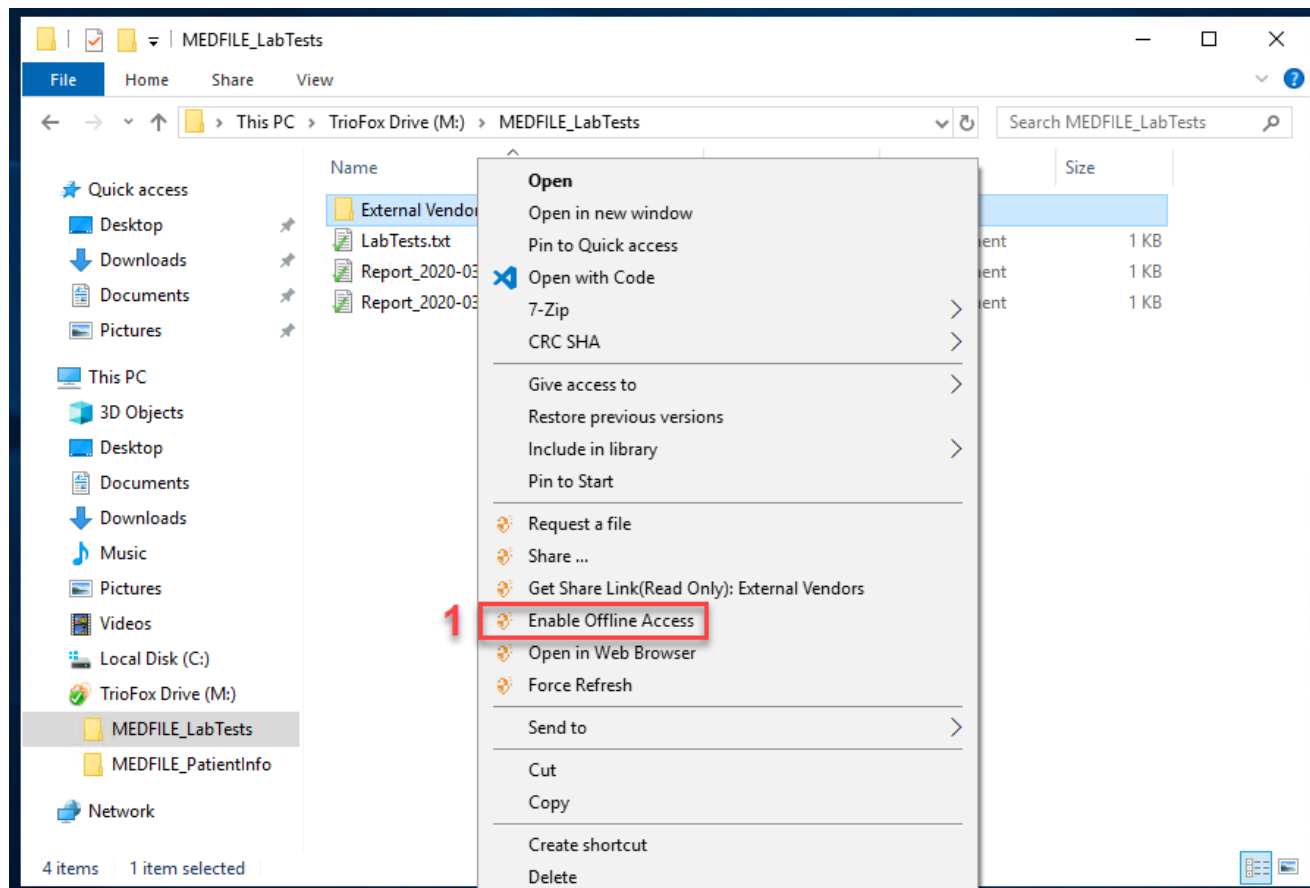 MEDFILE_LabTests
File Home Share View
This PC TrioFox Drive (M:) MEDFILE_LabTests
Search MEDFILE_LabTests
Quick access
Desktop
Downloads
Documents
Pictures
This PC
3D Objects
Desktop
Documents
Downloads
Music
Pictures
Videos
Local Disk (C:)
TrioFox Drive (M:)
MEDFILE_LabTests
MEDFILE_PatientInfo
Network
Name Size
External Vendor
LabTests.txt ent 1 KB
Report_2020-03 ent 1 KB
Report_2020-03 ent 1 KB
Open
Open in new window
Pin to Quick access
Open with Code
7-Zip
CRC SHA
Give access to
Restore previous versions
Include in library
Pin to Start
Request a file
Share ...
Get Share Link(Read Only): External Vendors
1 Enable Offline Access
Open in Web Browser
Force Refresh
Send to
Cut
Copy
Create shortcut
Delete
4 items 1 item selected